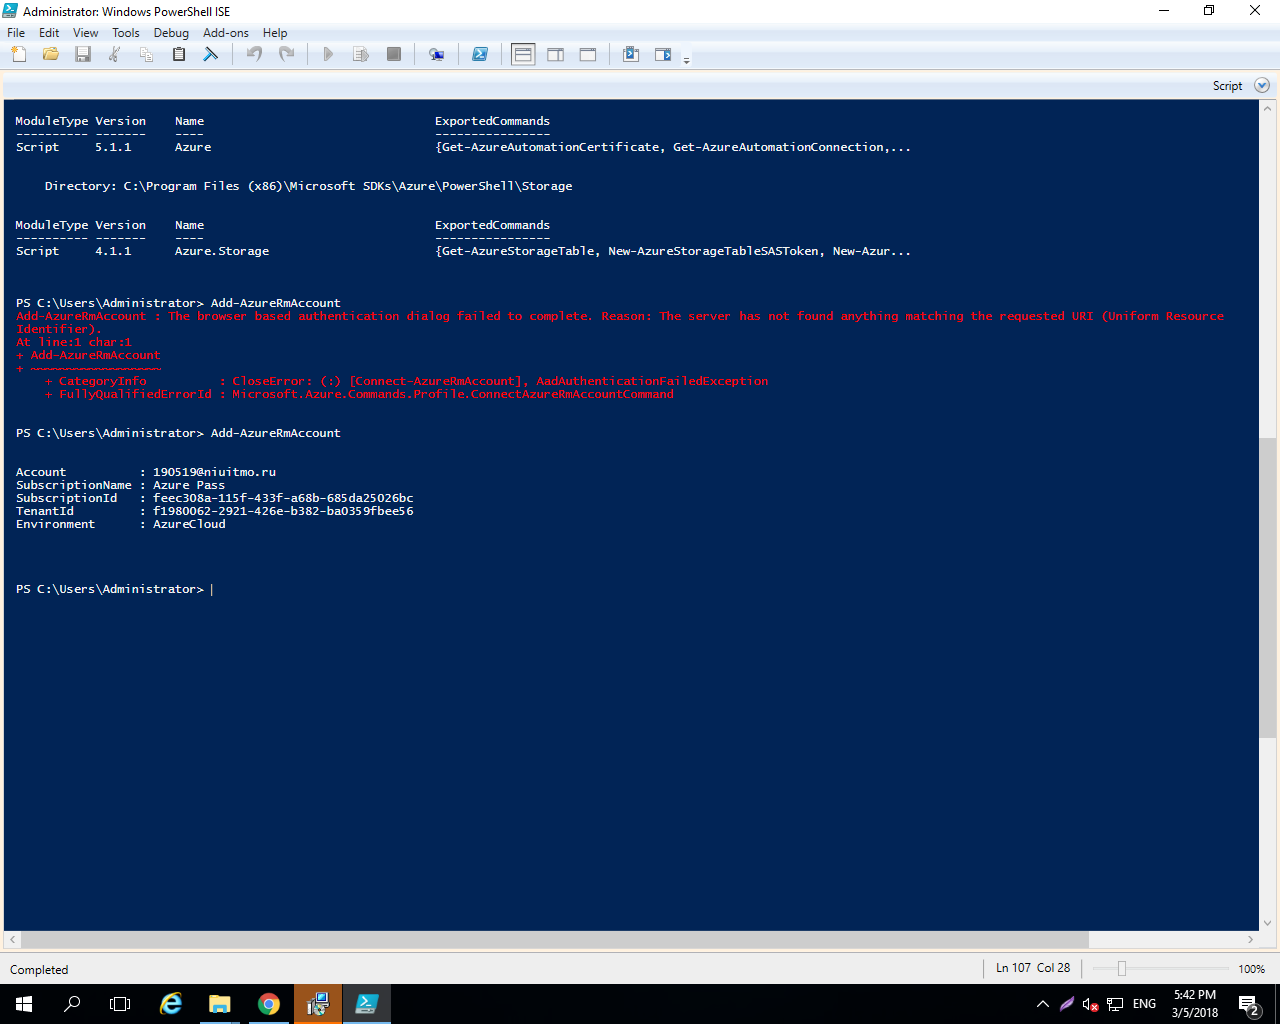 Administrator: Windows PowerShell ISE
File Edit View Tools Debug Add-ons Help
Script
ModuleType Version    Name                                ExportedCommands
---------- -------    ----                                ----------------
Script     5.1.1      Azure                               {Get-AzureAutomationCertificate, Get-AzureAutomationConnection,...
Directory: C:\Program Files (x86)\Microsoft SDKs\Azure\PowerShell\Storage
ModuleType Version    Name                                ExportedCommands
---------- -------    ----                                ----------------
Script     4.1.1      Azure.Storage                       {Get-AzureStorageTable, New-AzureStorageTableSASToken, New-Azur...
PS C:\Users\Administrator> Add-AzureRmAccount
Add-AzureRmAccount : The browser based authentication dialog failed to complete. Reason: The server has not found anything matching the requested URI (Uniform Resource
Identifier).
At line:1 char:1
+ Add-AzureRmAccount
+ ~~~~~~~~~~~~~~~~~~
+ CategoryInfo          : CloseError: (:) [Connect-AzureRmAccount], AadAuthenticationFailedException
+ FullyQualifiedErrorId : Microsoft.Azure.Commands.Profile.ConnectAzureRmAccountCommand
PS C:\Users\Administrator> Add-AzureRmAccount
Account          : 190519@niuitmo.ru
SubscriptionName : Azure Pass
SubscriptionId   : feec308a-115f-433f-a68b-685da25026bc
TenantId         : f1980062-2921-426e-b382-ba0359fbee56
Environment      : AzureCloud
PS C:\Users\Administrator>
Completed
Ln 107 Col 28
100%
ENG
5:42 PM
3/5/2018
2